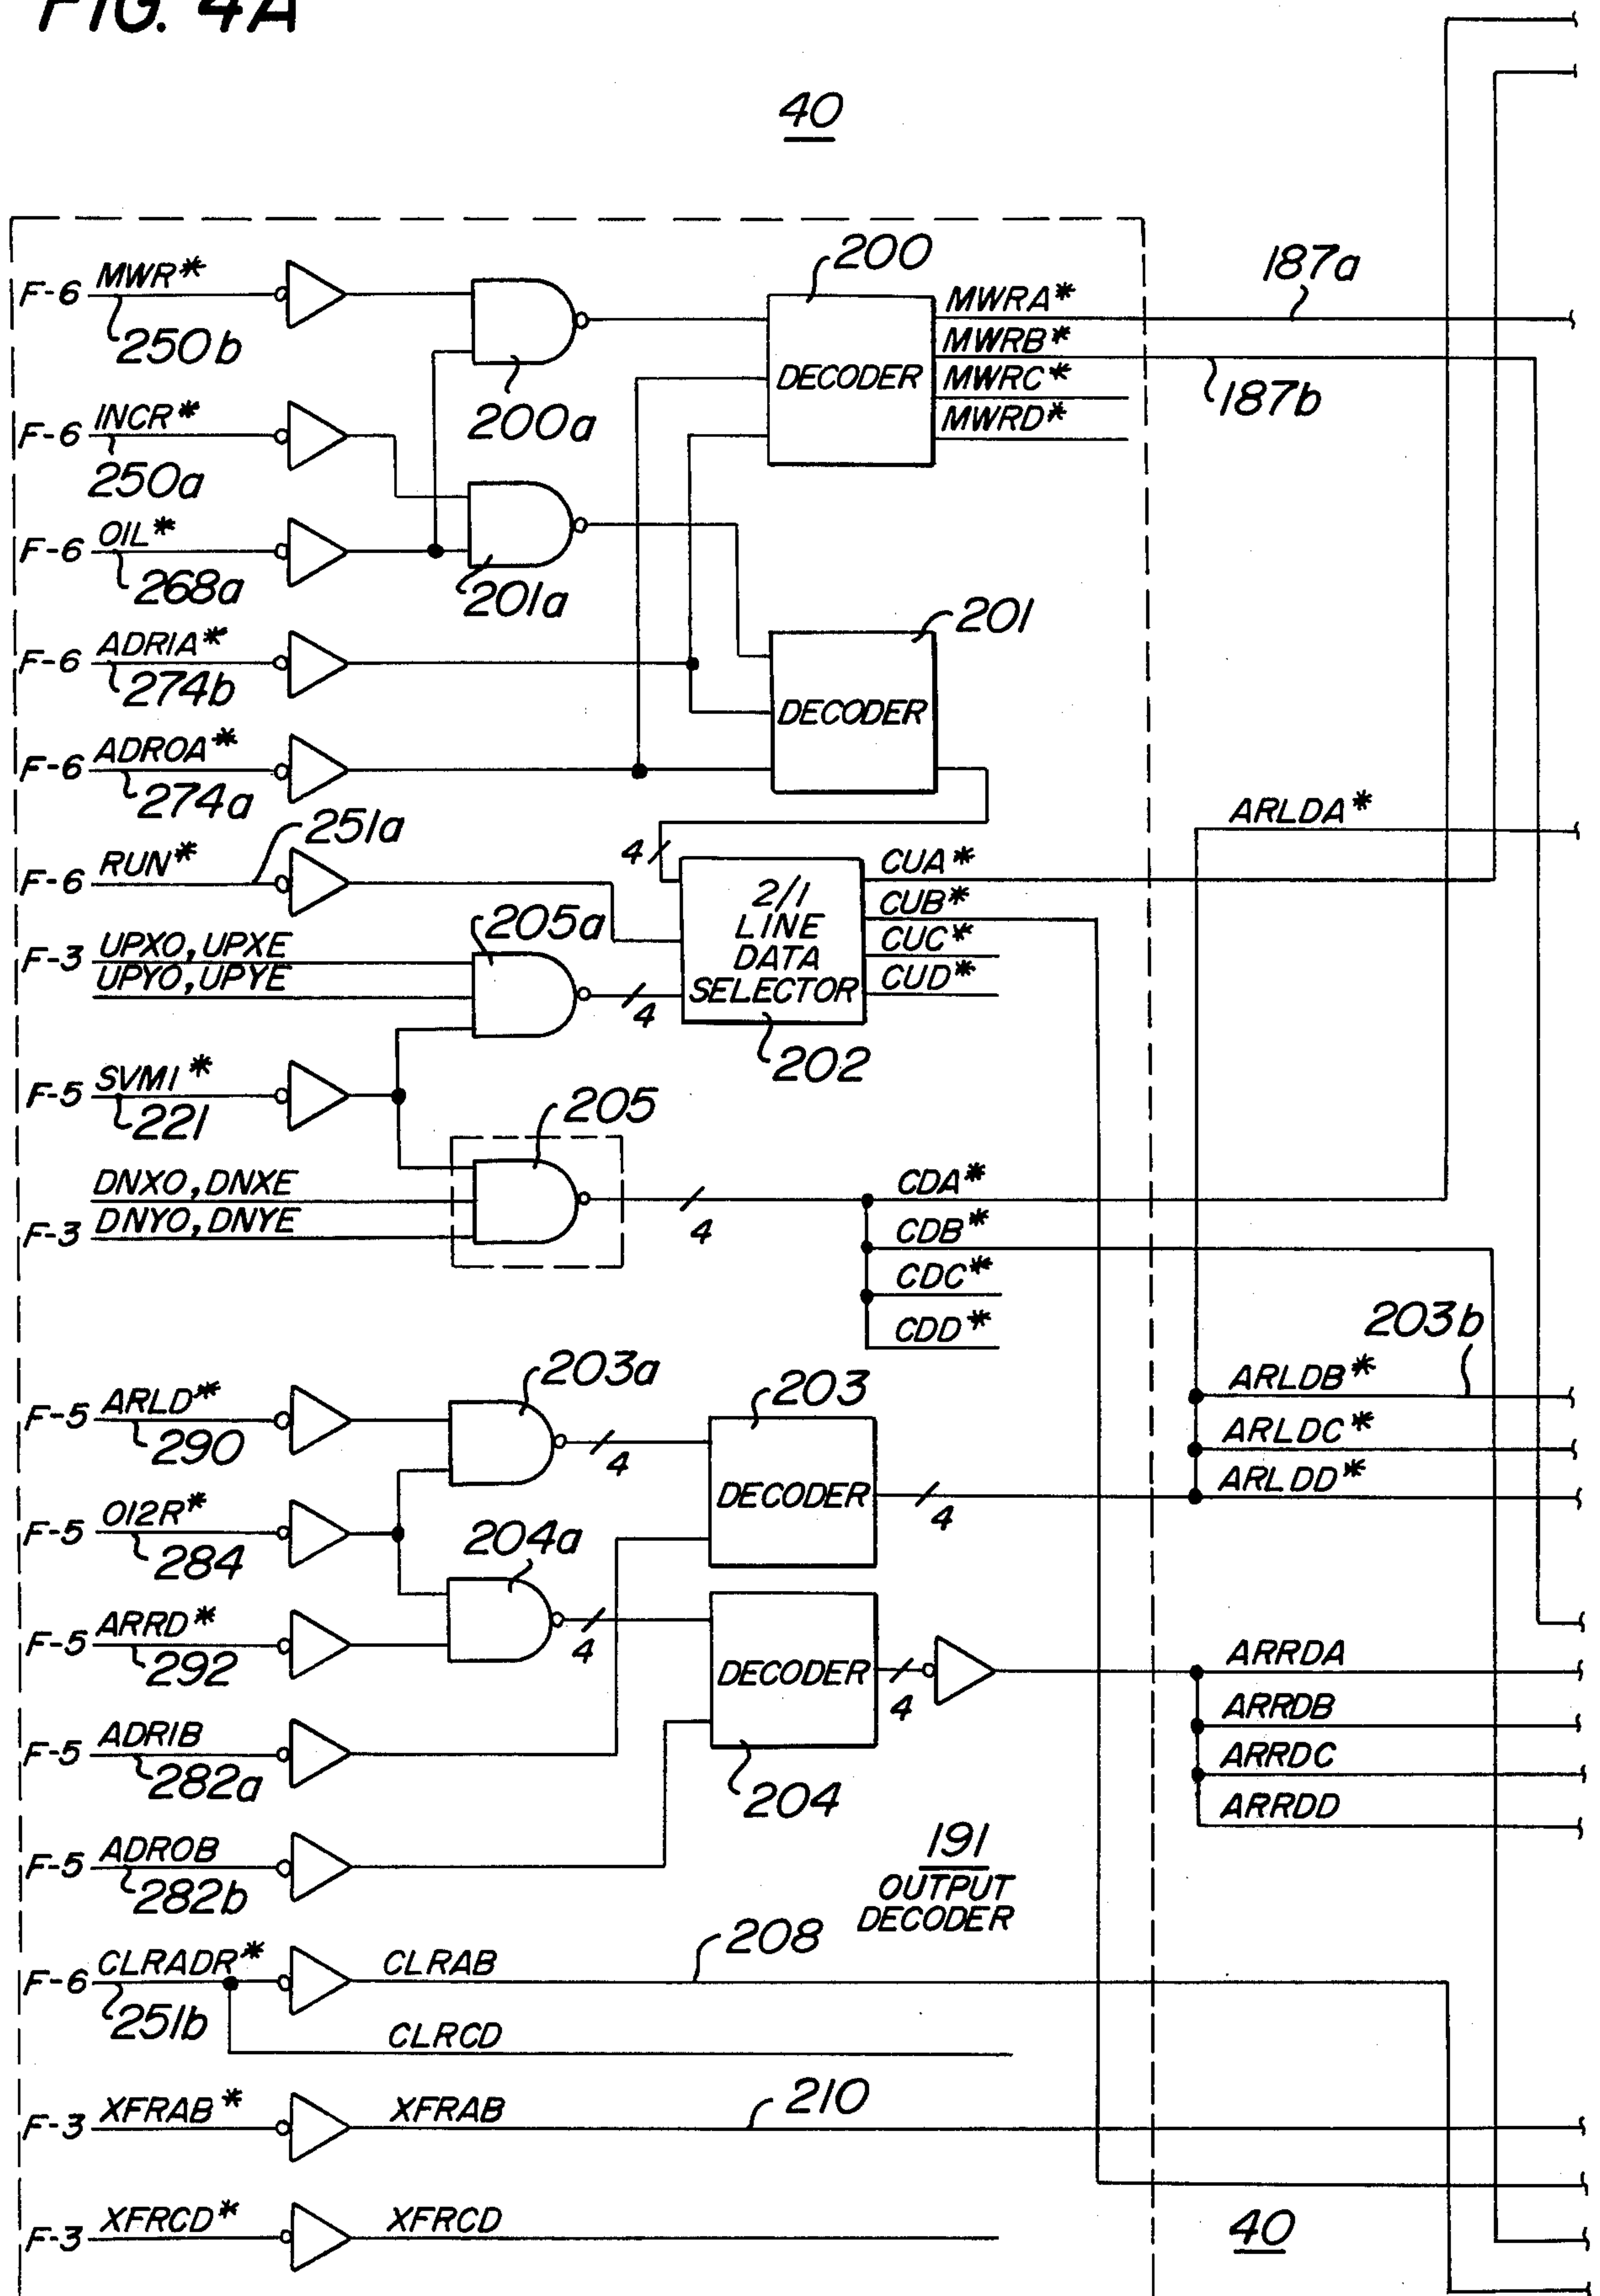 FIG. 4A
40
F-6 MWR*
250b
200a
200
DECODER
MWRA*
MWRB*
MWRC*
MWRD*
187a
187b
F-6 INCR*
250a
F-6 OIL*
268a
201a
F-6 ADRIA*
274b
201
DECODER
F-6 ADROA*
274a
ARLDA*
F-6 RUN*
251a
4
2/1
LINE
DATA
SELECTOR
202
CUA*
CUB*
CUC*
CUD*
F-3 UPXO, UPXE
UPYO, UPYE
205a
4
F-5 SVMI*
221
205
DNXO, DNXE
F-3 DNYO, DNYE
4
CDA*
CDB*
CDC*
CDD*
203b
F-5 ARLD*
290
203a
4
203
DECODER
4
ARLDB*
ARLDC*
ARLDD*
F-5 O12R*
284
204a
F-5 ARRD*
292
4
DECODER
204
4
ARRDA
ARRDB
ARRDC
ARRDD
F-5 ADRIB
282a
F-5 ADROB
282b
191
OUTPUT
DECODER
F-6 CLRADR*
251b
CLRAB
208
CLRCD
F-3 XFRAB*
XFRAB
210
F-3 XFRCD*
XFRCD
40